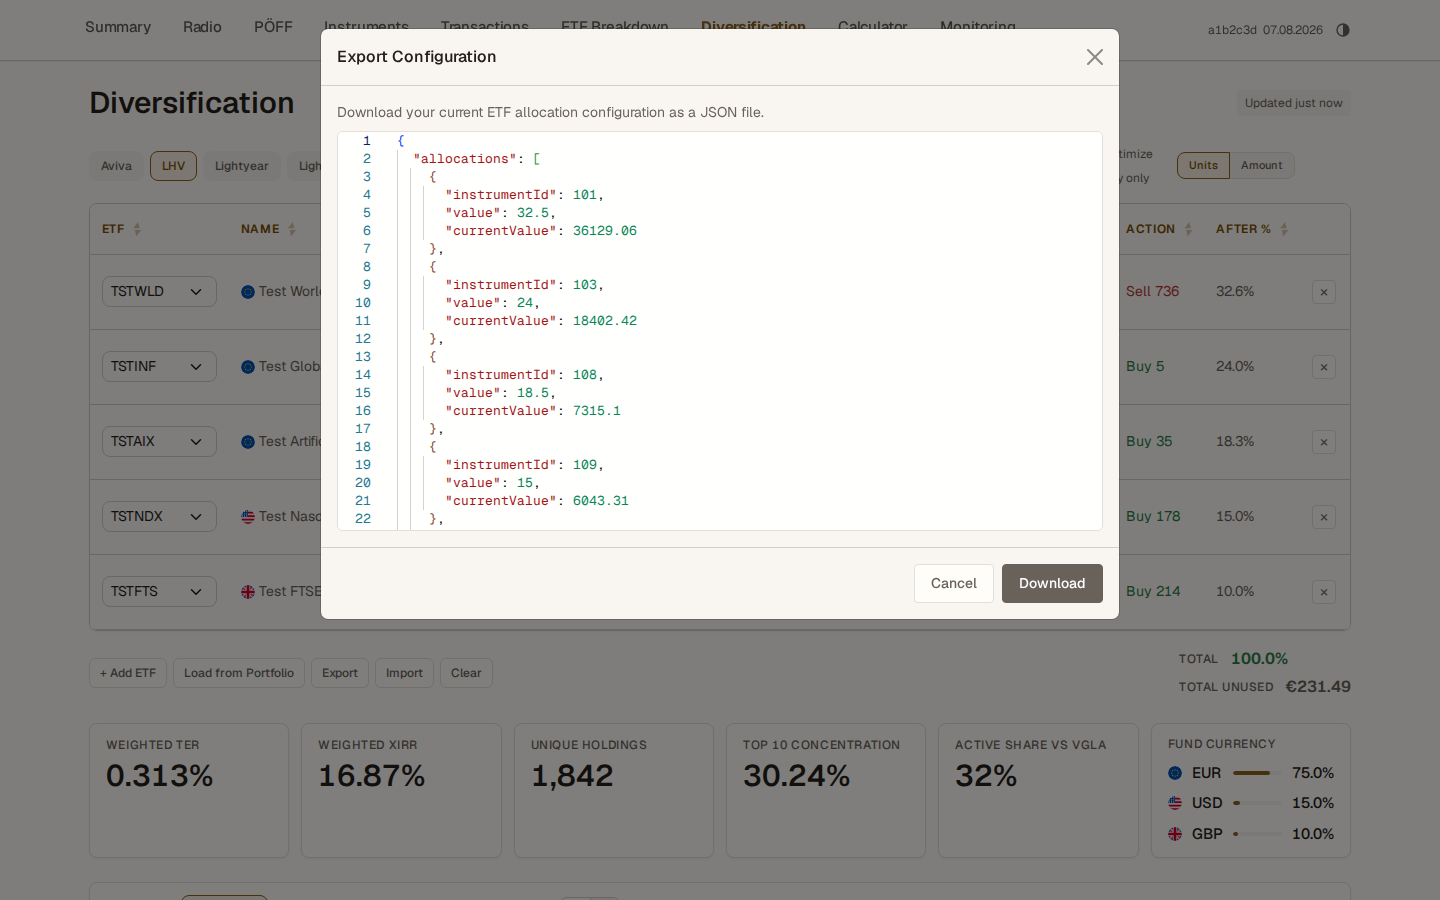 Summary Radio PÖFF Instruments Transactions ETF Breakdown Diversification Calculator Monitoring a1b2c3d 07.08.2026
Export Configuration
Diversification
Updated just now
Download your current ETF allocation configuration as a JSON file.
Aviva LHV Lightyear Ligh
y only
Units Amount
1 {
2 "allocations": [
3 {
4 "instrumentId": 101,
5 "value": 32.5,
6 "currentValue": 36129.06
7 },
8 {
9 "instrumentId": 103,
10 "value": 24,
11 "currentValue": 18402.42
12 },
13 {
14 "instrumentId": 108,
15 "value": 18.5,
16 "currentValue": 7315.1
17 },
18 {
19 "instrumentId": 109,
20 "value": 15,
21 "currentValue": 6043.31
22 },
Cancel Download
ETF NAME ACTION AFTER %
TSTWLD Test Worl Sell 736 32.6% ×
TSTINF Test Glob Buy 5 24.0% ×
TSTAIX Test Artific Buy 35 18.3% ×
TSTNDX Test Nasd Buy 178 15.0% ×
TSTFTS Test FTSE Buy 214 10.0% ×
+ Add ETF Load from Portfolio Export Import Clear
TOTAL 100.0%
TOTAL UNUSED €231.49
WEIGHTED TER
0.313%
WEIGHTED XIRR
16.87%
UNIQUE HOLDINGS
1,842
TOP 10 CONCENTRATION
30.24%
ACTIVE SHARE VS VGLA
32%
FUND CURRENCY
EUR 75.0%
USD 15.0%
GBP 10.0%